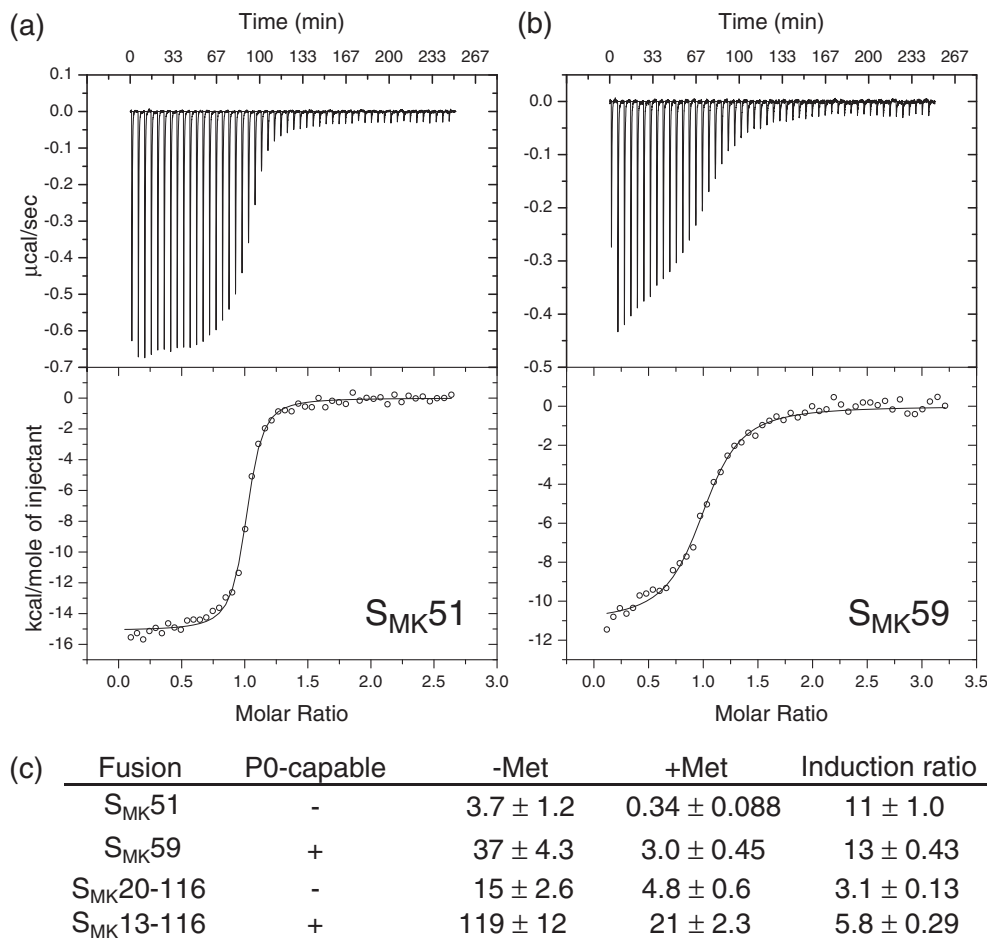 (a)
Time (min)
0 33 67 100 133 167 200 233 267
0.1
0.0
-0.1
-0.2
-0.3
-0.4
-0.5
-0.6
-0.7
µcal/sec
0
-2
-4
-6
-8
-10
-12
-14
-16
kcal/mole of injectant
SMK51
0.0 0.5 1.0 1.5 2.0 2.5 3.0
Molar Ratio
(b)
Time (min)
0 33 67 100 133 167 200 233 267
0.0
-0.1
-0.2
-0.3
-0.4
-0.5
0
-2
-4
-6
-8
-10
-12
SMK59
0.0 0.5 1.0 1.5 2.0 2.5 3.0 3.5
Molar Ratio
(c)
Fusion P0-capable -Met +Met Induction ratio
SMK51 - 3.7 ± 1.2 0.34 ± 0.088 11 ± 1.0
SMK59 + 37 ± 4.3 3.0 ± 0.45 13 ± 0.43
SMK20-116 - 15 ± 2.6 4.8 ± 0.6 3.1 ± 0.13
SMK13-116 + 119 ± 12 21 ± 2.3 5.8 ± 0.29